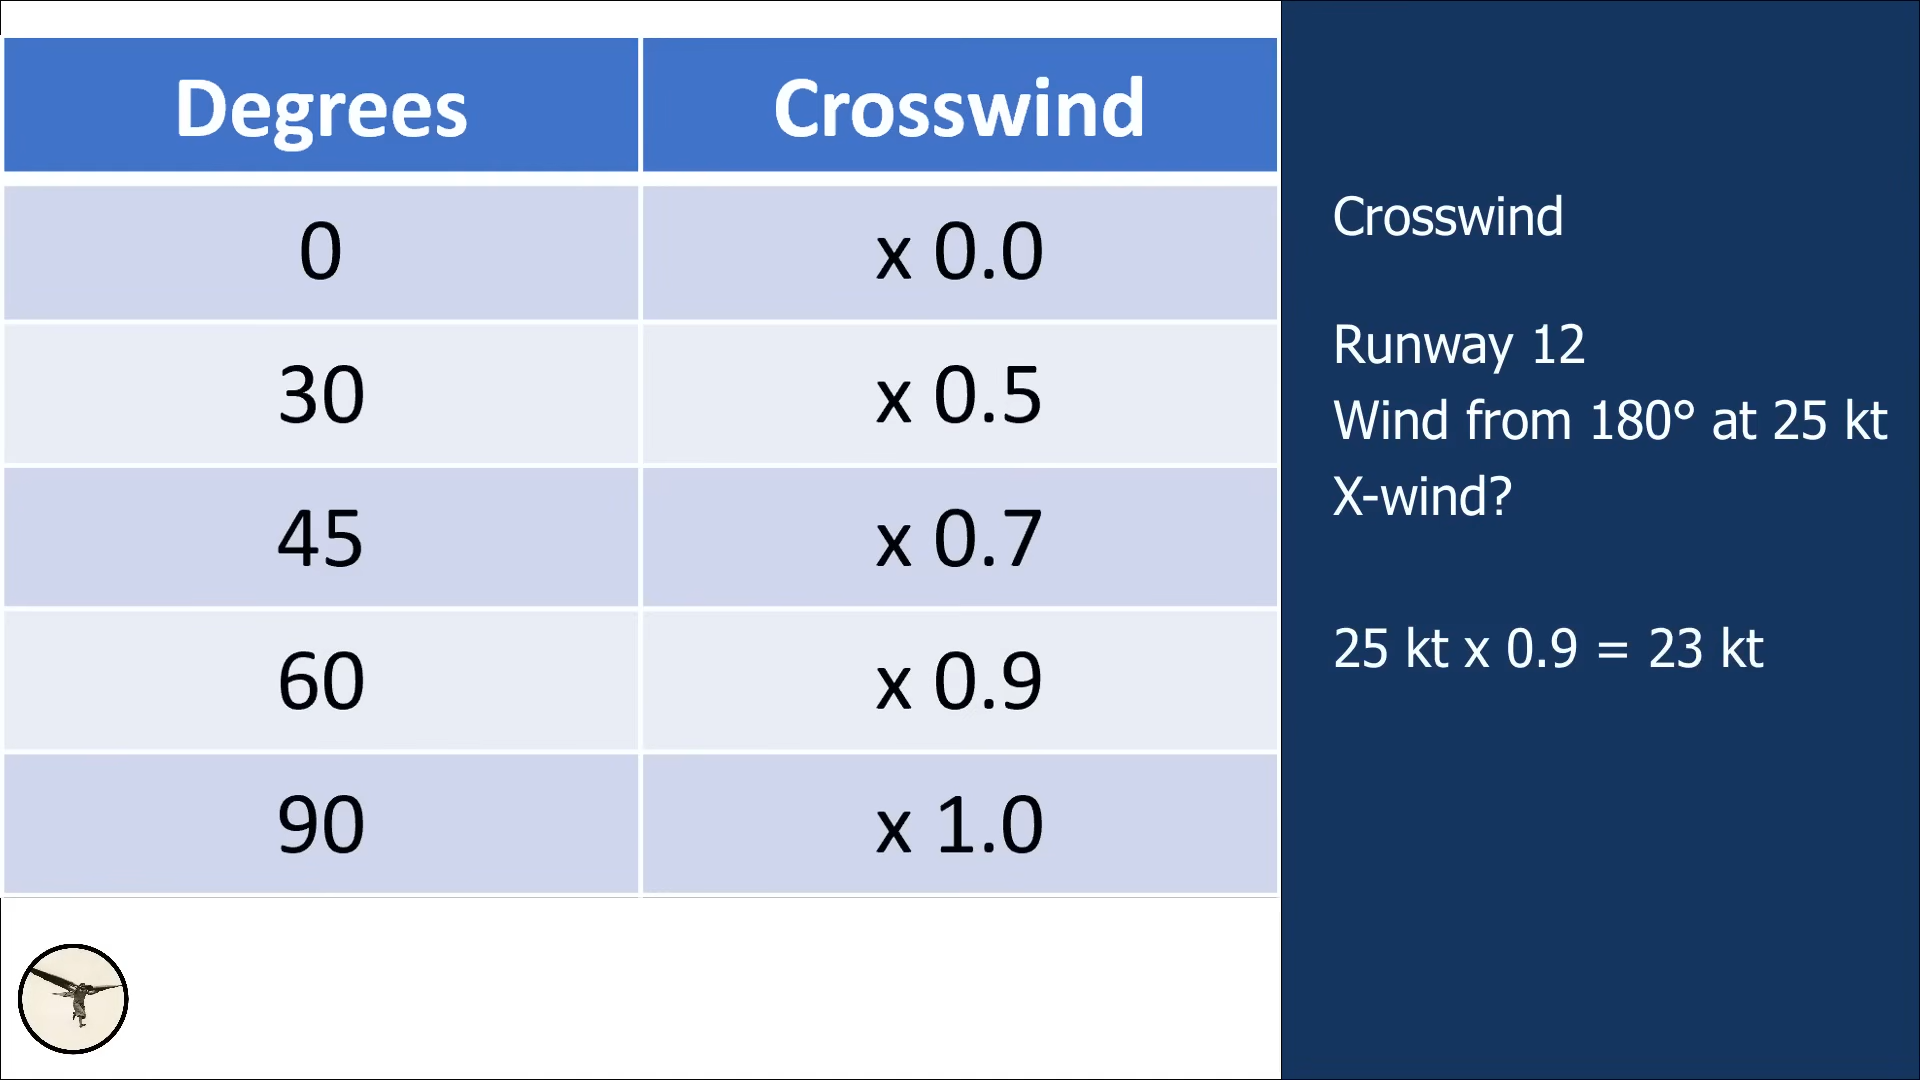 Degrees Crosswind
0 x 0.0
30 x 0.5
45 x 0.7
60 x 0.9
90 x 1.0
Crosswind
Runway 12
Wind from 180° at 25 kt
X-wind?
25 kt x 0.9 = 23 kt